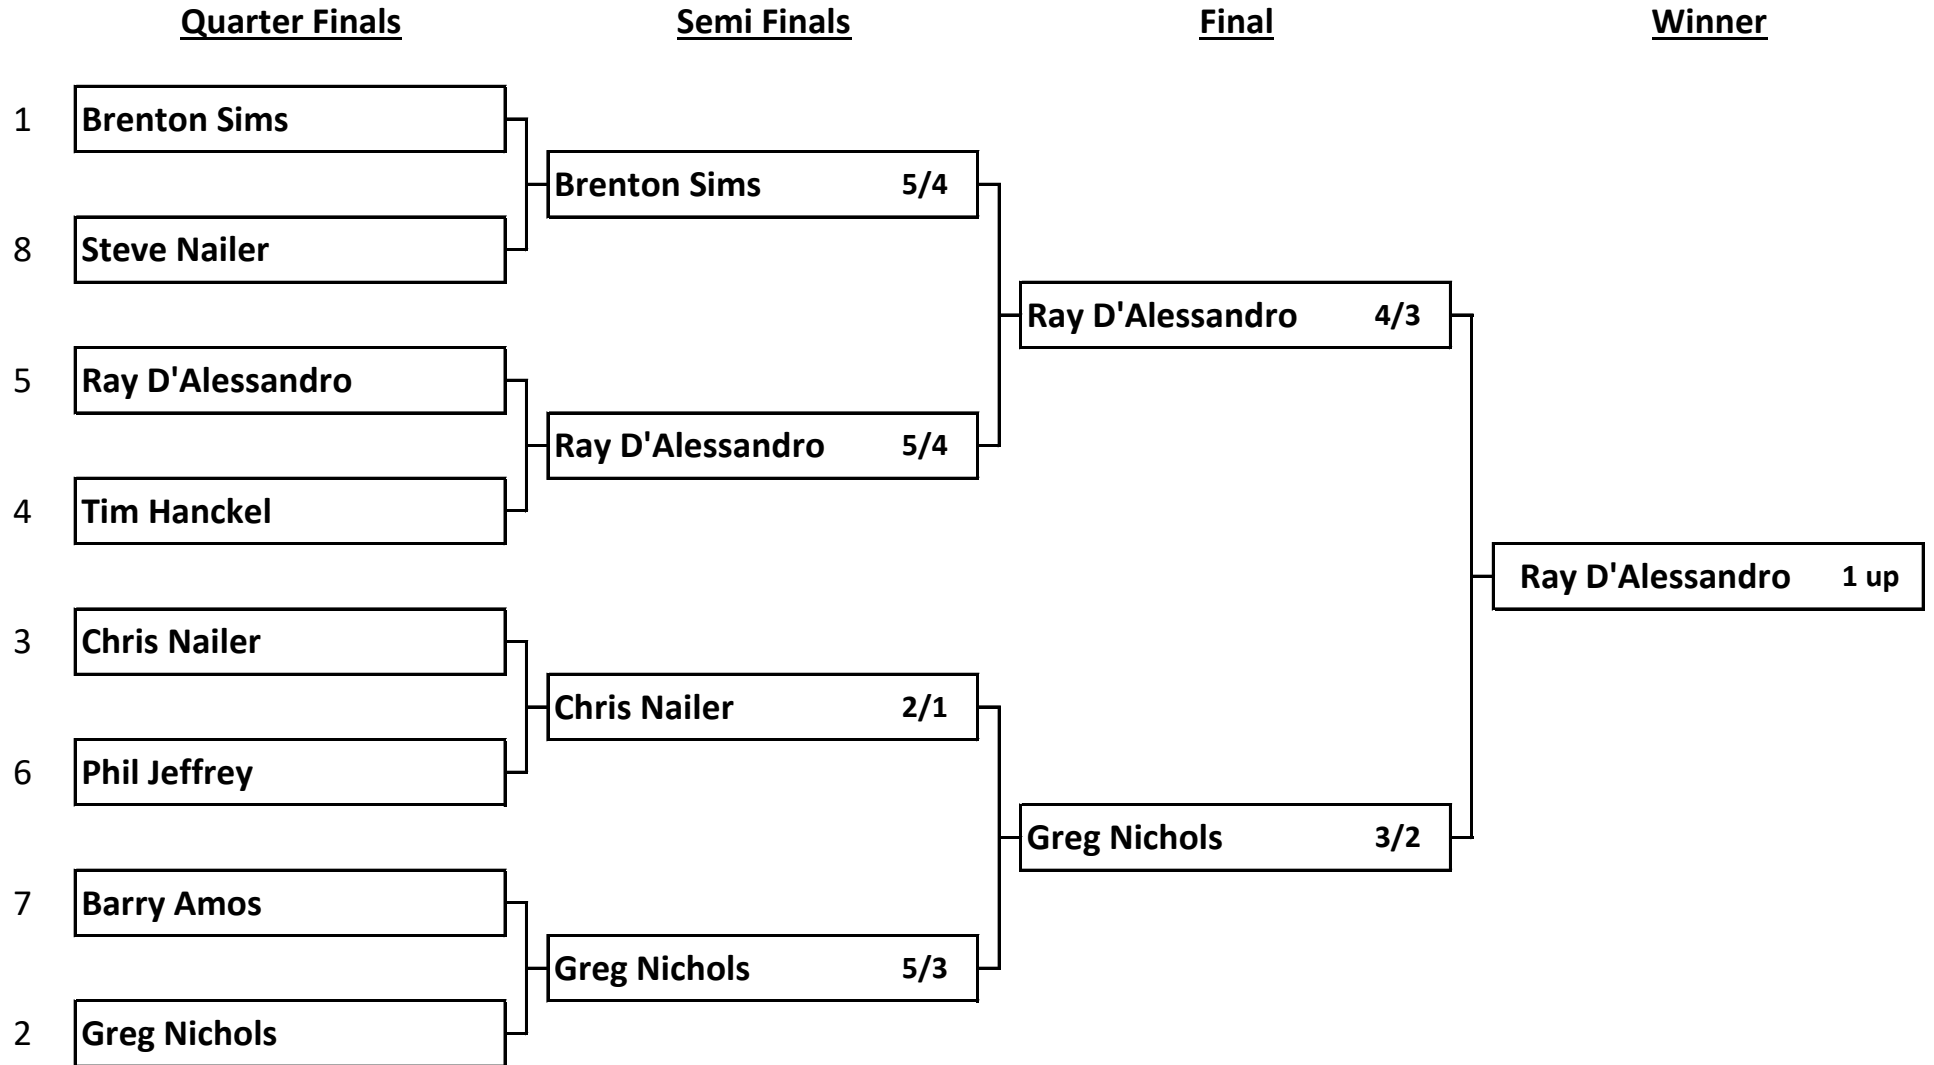 Quarter Finals Semi Finals Final Winner
1 Brenton Sims
Brenton Sims 5/4
8 Steve Nailer
Ray D'Alessandro 4/3
5 Ray D'Alessandro
Ray D'Alessandro 5/4
4 Tim Hanckel
Ray D'Alessandro 1 up
3 Chris Nailer
Chris Nailer 2/1
6 Phil Jeffrey
Greg Nichols 3/2
7 Barry Amos
Greg Nichols 5/3
2 Greg Nichols